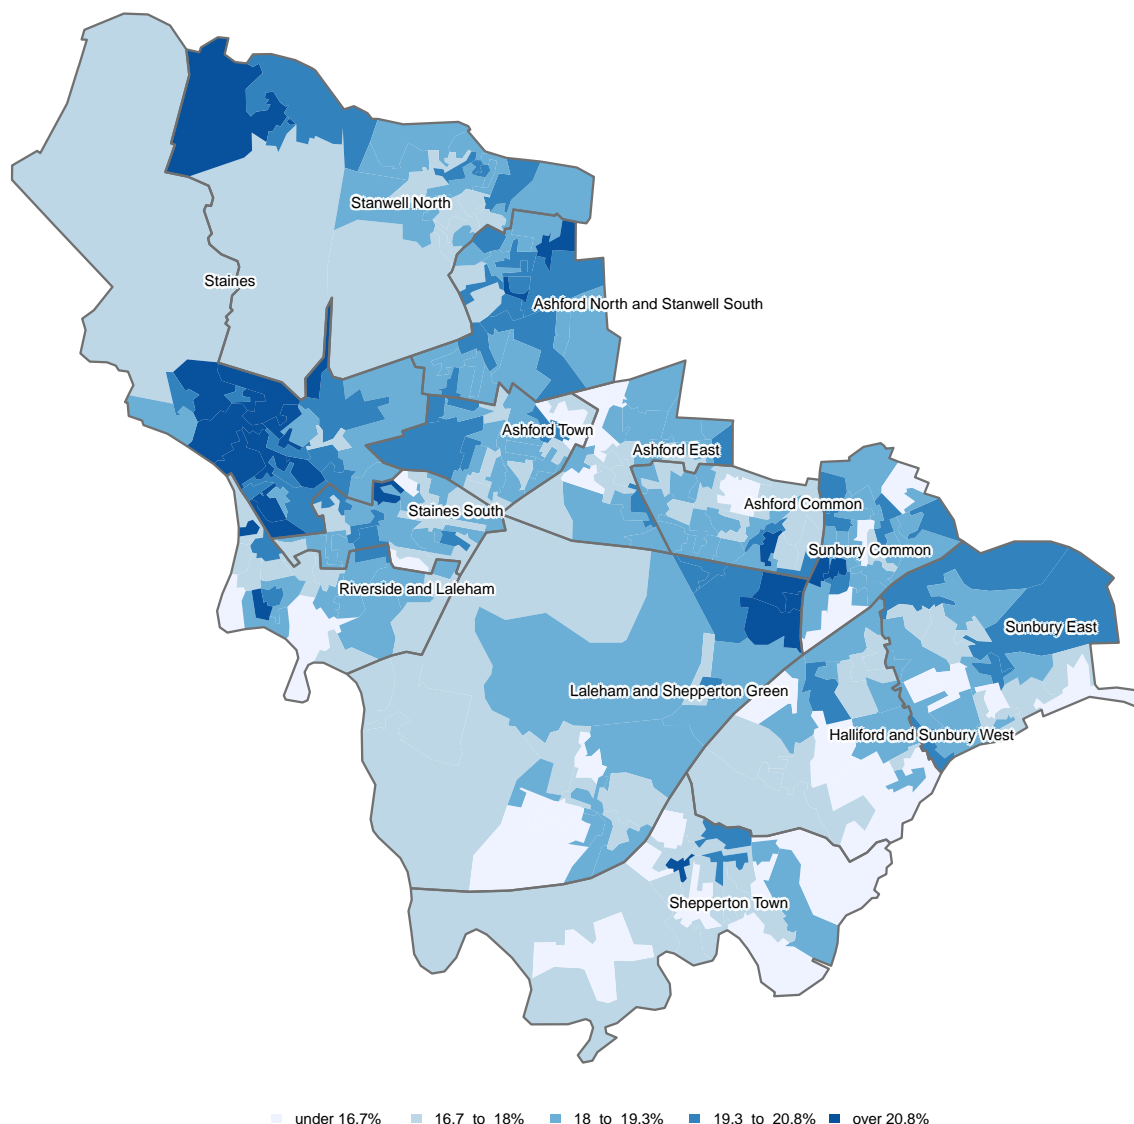 Stanwell North
Staines
Ashford North and Stanwell South
Ashford Town
Ashford East
Ashford Common
Staines South
Sunbury Common
Riverside and Laleham
Sunbury East
Laleham and Shepperton Green
Halliford and Sunbury West
Shepperton Town
under 16.7% 16.7 to 18% 18 to 19.3% 19.3 to 20.8% over 20.8%